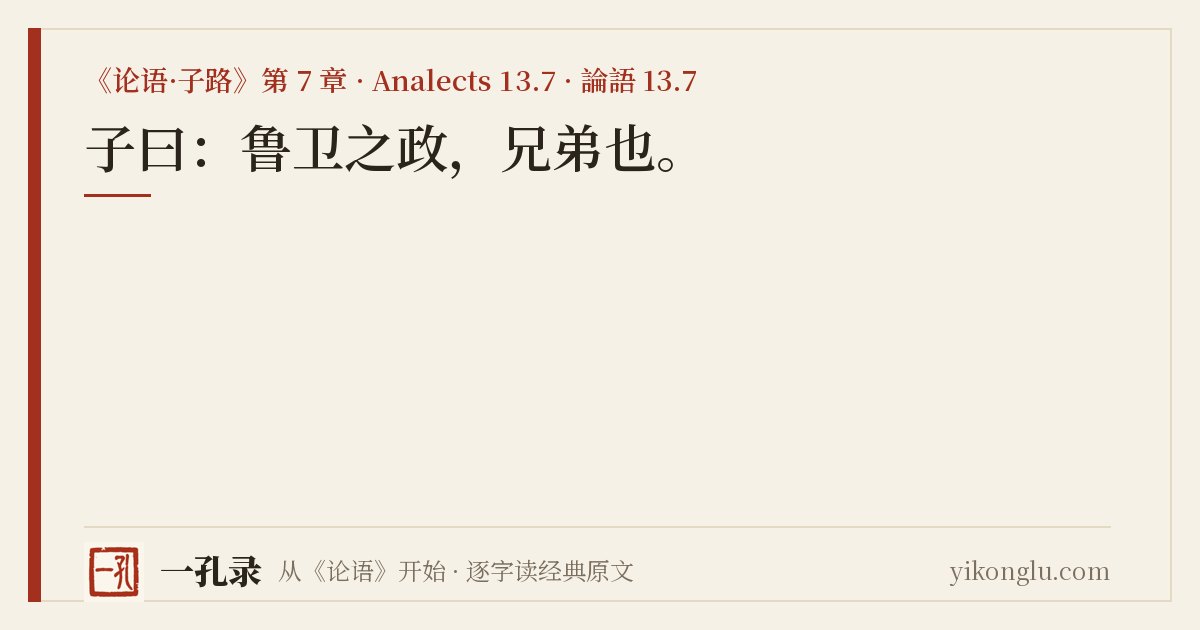 《论语·子路》第 7 章 · Analects 13.7 · 論語 13.7
子曰：鲁卫之政，兄弟也。
一孔
一孔录 从《论语》开始 · 逐字读经典原文 yikonglu.com